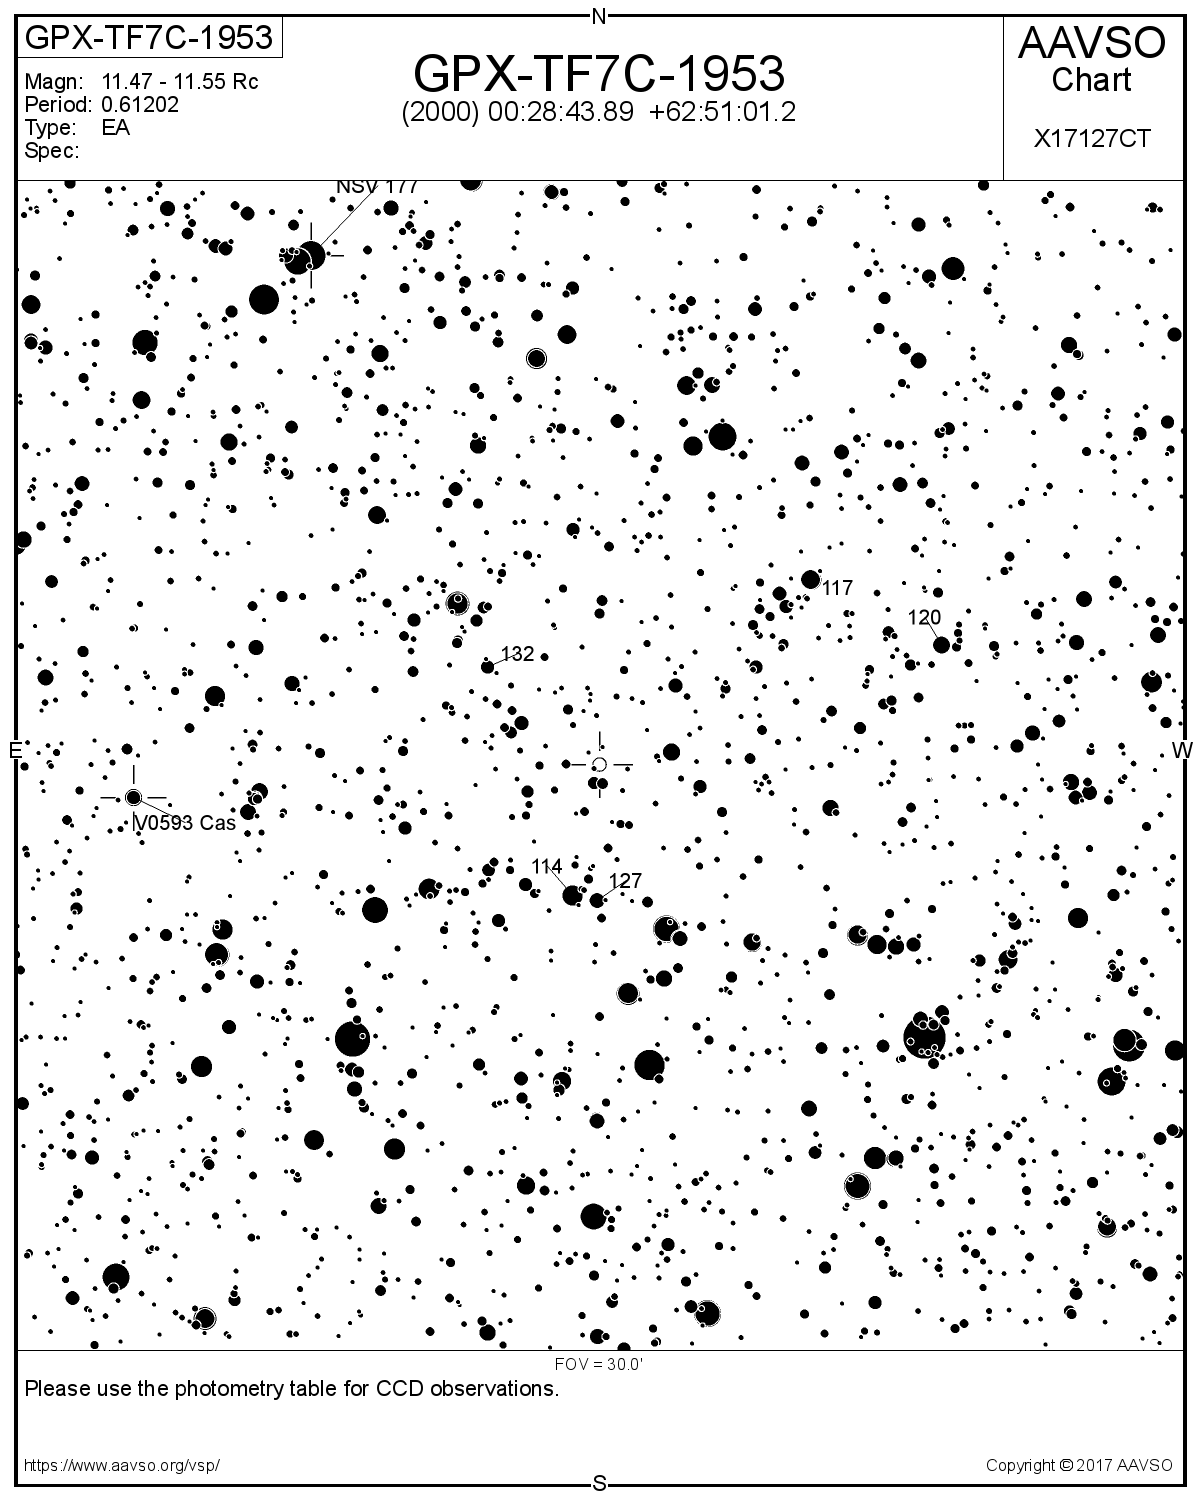 N
GPX-TF7C-1953
Magn: 11.47 - 11.55 Rc
Period: 0.61202
Type: EA
Spec:
GPX-TF7C-1953
(2000) 00:28:43.89 +62:51:01.2
AAVSO
Chart
X17127CT
NSV 177
117
120
132
E
W
V0593 Cas
114
127
FOV = 30.0'
Please use the photometry table for CCD observations.
https://www.aavso.org/vsp/
Copyright © 2017 AAVSO
S